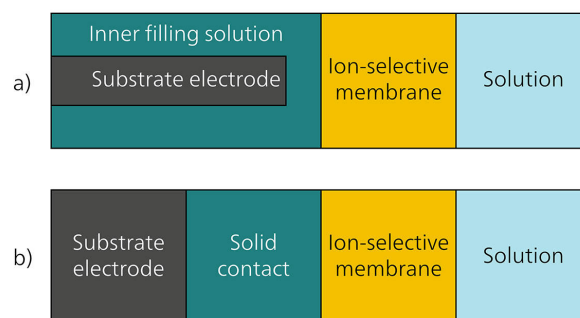 Inner filling solution
a)
Substrate electrode
Ion-selective
membrane
Solution
b)
Substrate
electrode
Solid
contact
Ion-selective
membrane
Solution